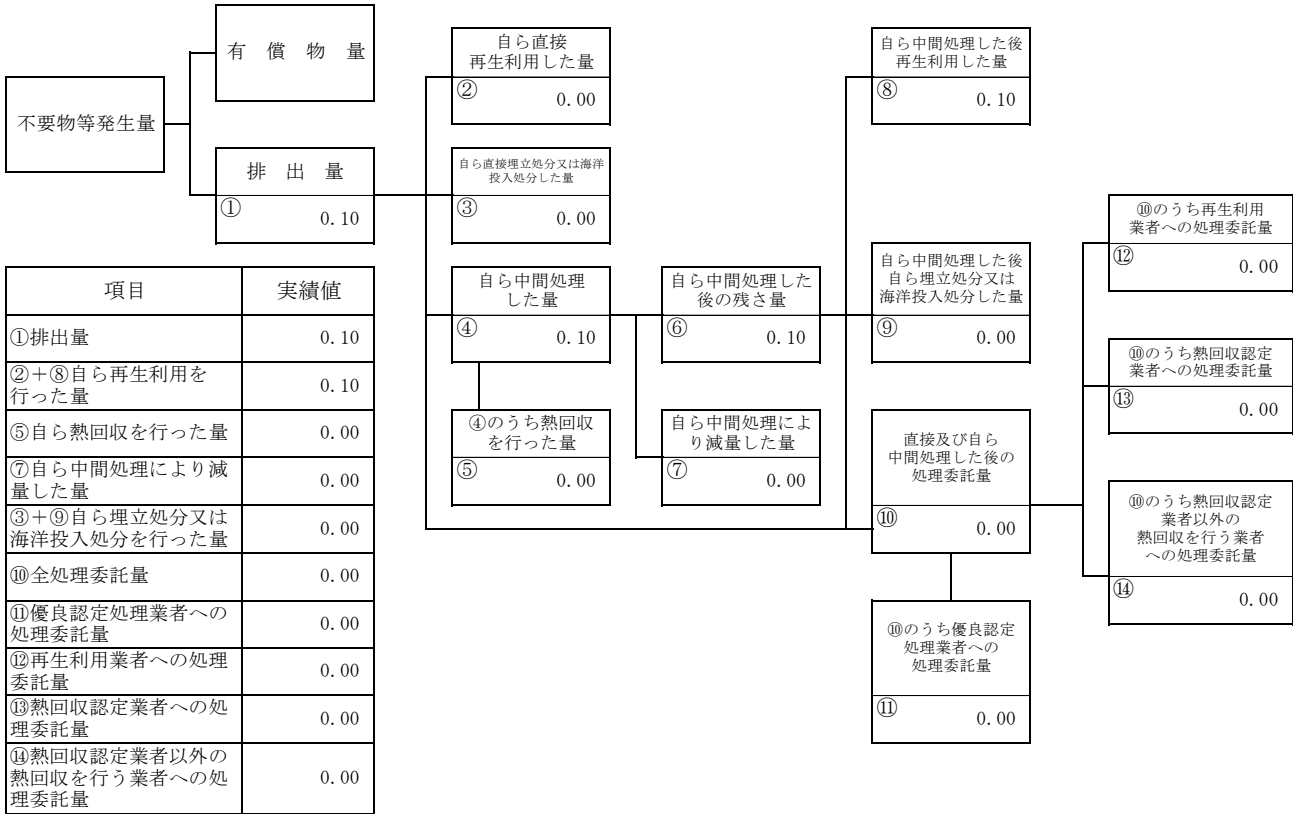 不要物等発生量
有 償 物 量
排 出 量
①
0.10
自ら直接
再生利用した量
②
0.00
自ら直接埋立処分又は海洋
投入処分した量
③
0.00
自ら中間処理
した量
④
0.10
④のうち熱回収
を行った量
⑤
0.00
自ら中間処理した
後の残さ量
⑥
0.10
自ら中間処理によ
り減量した量
⑦
0.00
自ら中間処理した後
再生利用した量
⑧
0.10
自ら中間処理した後
自ら埋立処分又は
海洋投入処分した量
⑨
0.00
直接及び自ら
中間処理した後の
処理委託量
⑩
0.00
⑩のうち優良認定
処理業者への
処理委託量
⑪
0.00
⑩のうち再生利用
業者への処理委託量
⑫
0.00
⑩のうち熱回収認定
業者への処理委託量
⑬
0.00
⑩のうち熱回収認定
業者以外の
熱回収を行う業者
への処理委託量
⑭
0.00
項目 実績値
①排出量 0.10
②+⑧自ら再生利用を
行った量 0.10
⑤自ら熱回収を行った量 0.00
⑦自ら中間処理により減
量した量 0.00
③+⑨自ら埋立処分又は
海洋投入処分を行った量 0.00
⑩全処理委託量 0.00
⑪優良認定処理業者への
処理委託量 0.00
⑫再生利用業者への処理
委託量 0.00
⑬熱回収認定業者への処
理委託量 0.00
⑭熱回収認定業者以外の
熱回収を行う業者への処
理委託量 0.00